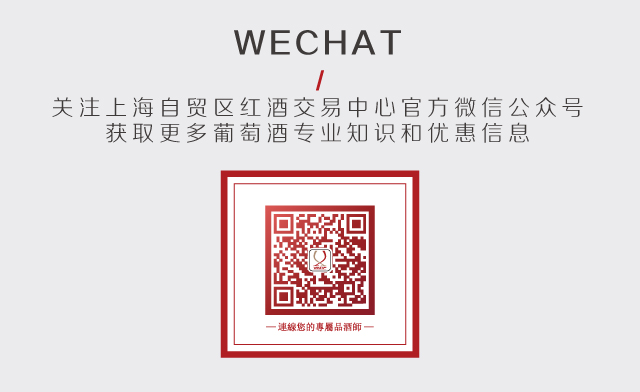 WECHAT
/
关注上海自贸区红酒交易中心官方微信公众号
获取更多葡萄酒专业知识和优惠信息
— 連線您的專屬品酒師 —